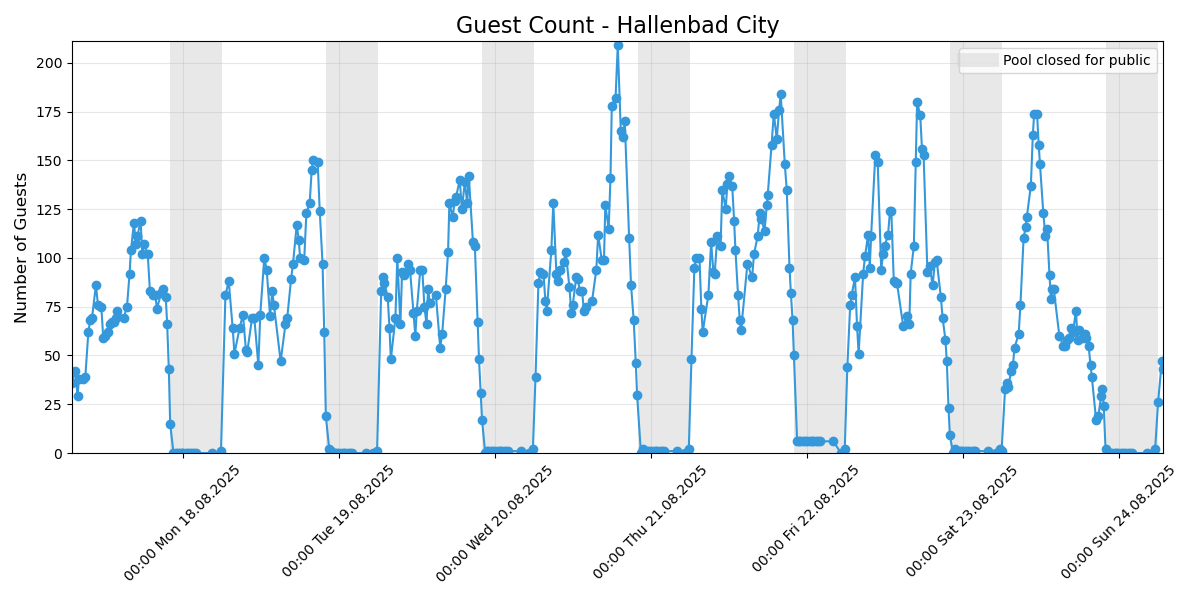 Guest Count - Hallenbad City
Pool closed for public
Number of Guests
200
175
150
125
100
75
50
25
0
00:00 Mon 18.08.2025
00:00 Tue 19.08.2025
00:00 Wed 20.08.2025
00:00 Thu 21.08.2025
00:00 Fri 22.08.2025
00:00 Sat 23.08.2025
00:00 Sun 24.08.2025